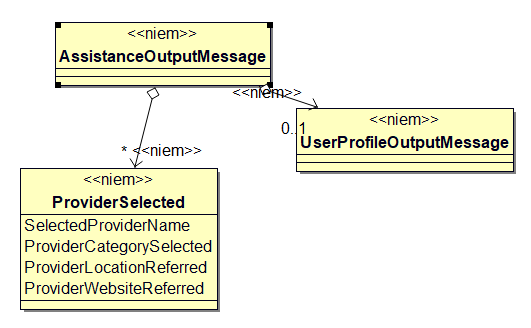 <<niem>>
AssistanceOutputMessage
<<niem>>
0..1
<<niem>>
UserProfileOutputMessage
* <<niem>>
<<niem>>
ProviderSelected
SelectedProviderName
ProviderCategorySelected
ProviderLocationReferred
ProviderWebsiteReferred